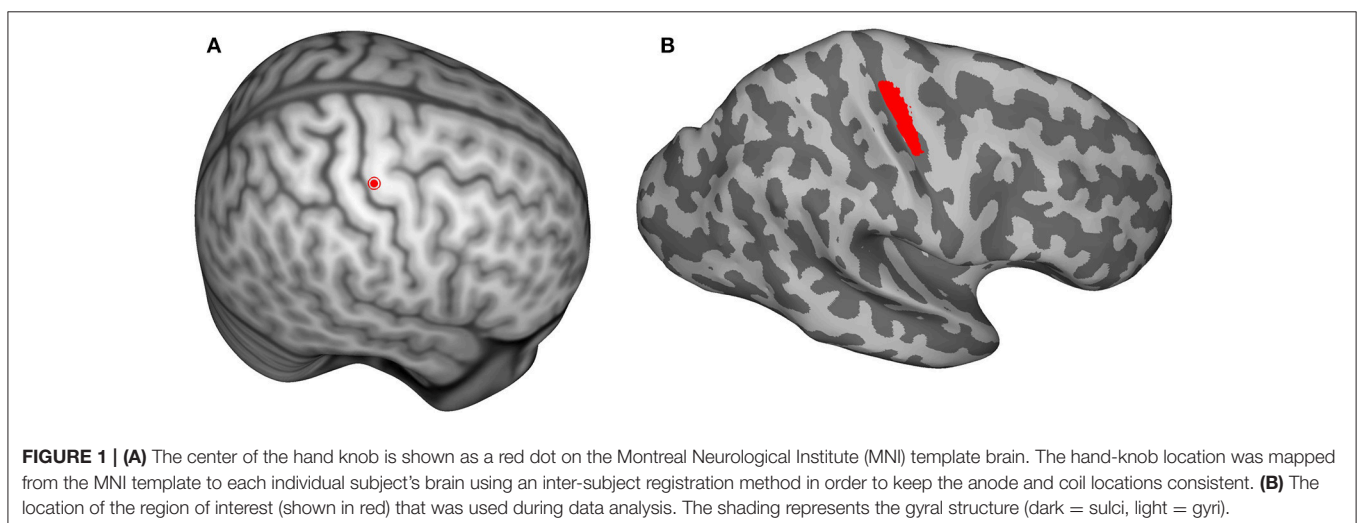 A
B
FIGURE 1 | (A) The center of the hand knob is shown as a red dot on the Montreal Neurological Institute (MNI) template brain. The hand-knob location was mapped
from the MNI template to each individual subject's brain using an inter-subject registration method in order to keep the anode and coil locations consistent. (B) The
location of the region of interest (shown in red) that was used during data analysis. The shading represents the gyral structure (dark = sulci, light = gyri).